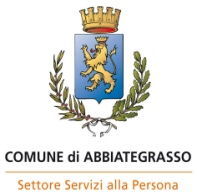 COMUNE di ABBIATEGRASSO
Settore Servizi alla Persona